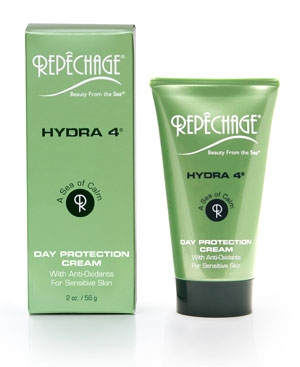 REPÊCHAGE®
Beauty From the Sea®
HYDRA 4®
A Sea of Calm
R
DAY PROTECTION
CREAM
With Anti-Oxidants
For Sensitive Skin
2 oz. / 56 g
REPÊCHAGE®
Beauty From the Sea®
HYDRA 4®
A Sea of Calm
R
DAY PROTECTION
CREAM
With Anti-Oxidants
For Sensitive Skin